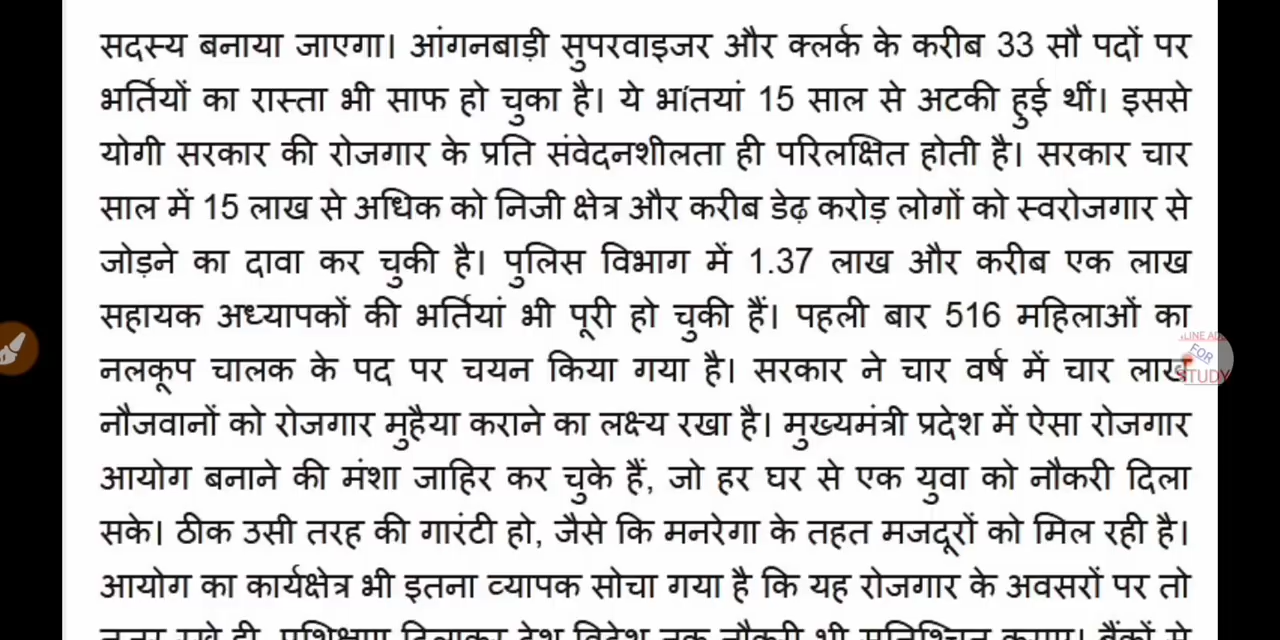 सदस्य बनाया जाएगा। आंगनबाड़ी सुपरवाइजर और क्लर्क के करीब 33 सौ पदों पर
भर्तियों का रास्ता भी साफ हो चुका है। ये भांतयां 15 साल से अटकी हुई थीं। इससे
योगी सरकार की रोजगार के प्रति संवेदनशीलता ही परिलक्षित होती है। सरकार चार
साल में 15 लाख से अधिक को निजी क्षेत्र और करीब डेढ़ करोड़ लोगों को स्वरोजगार से
जोड़ने का दावा कर चुकी है। पुलिस विभाग में 1.37 लाख और करीब एक लाख
सहायक अध्यापकों की भर्तियां भी पूरी हो चुकी हैं। पहली बार 516 महिलाओं का
नलकूप चालक के पद पर चयन किया गया है। सरकार ने चार वर्ष में चार लाख
नौजवानों को रोजगार मुहैया कराने का लक्ष्य रखा है। मुख्यमंत्री प्रदेश में ऐसा रोजगार
आयोग बनाने की मंशा जाहिर कर चुके हैं, जो हर घर से एक युवा को नौकरी दिला
सके। ठीक उसी तरह की गारंटी हो, जैसे कि मनरेगा के तहत मजदूरों को मिल रही है।
आयोग का कार्यक्षेत्र भी इतना व्यापक सोचा गया है कि यह रोजगार के अवसरों पर तो
FOR
STUDY